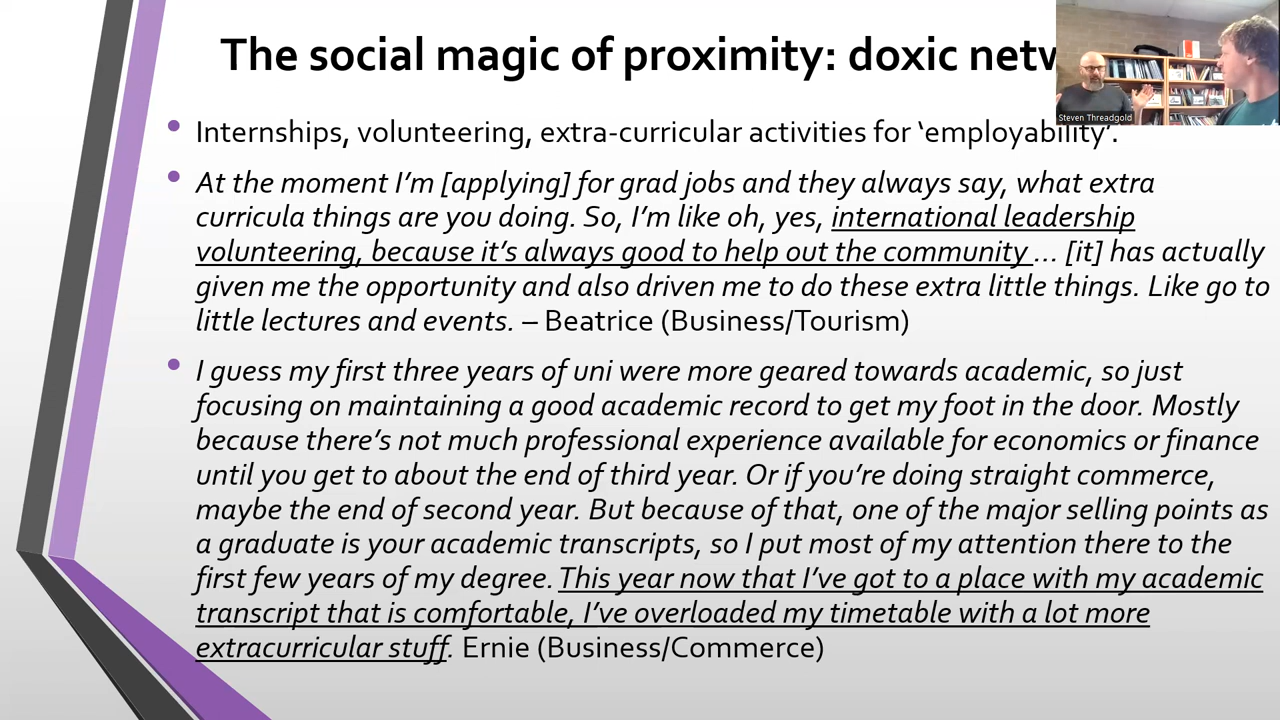 The social magic of proximity: doxic netw
Steven Threadgold
Internships, volunteering, extra-curricular activities for ‘employability’.
At the moment I’m [applying] for grad jobs and they always say, what extra
curricula things are you doing. So, I’m like oh, yes, international leadership
volunteering, because it’s always good to help out the community … [it] has actually
given me the opportunity and also driven me to do these extra little things. Like go to
little lectures and events. – Beatrice (Business/Tourism)
I guess my first three years of uni were more geared towards academic, so just
focusing on maintaining a good academic record to get my foot in the door. Mostly
because there’s not much professional experience available for economics or finance
until you get to about the end of third year. Or if you’re doing straight commerce,
maybe the end of second year. But because of that, one of the major selling points as
a graduate is your academic transcripts, so I put most of my attention there to the
first few years of my degree. This year now that I’ve got to a place with my academic
transcript that is comfortable, I’ve overloaded my timetable with a lot more
extracurricular stuff. Ernie (Business/Commerce)